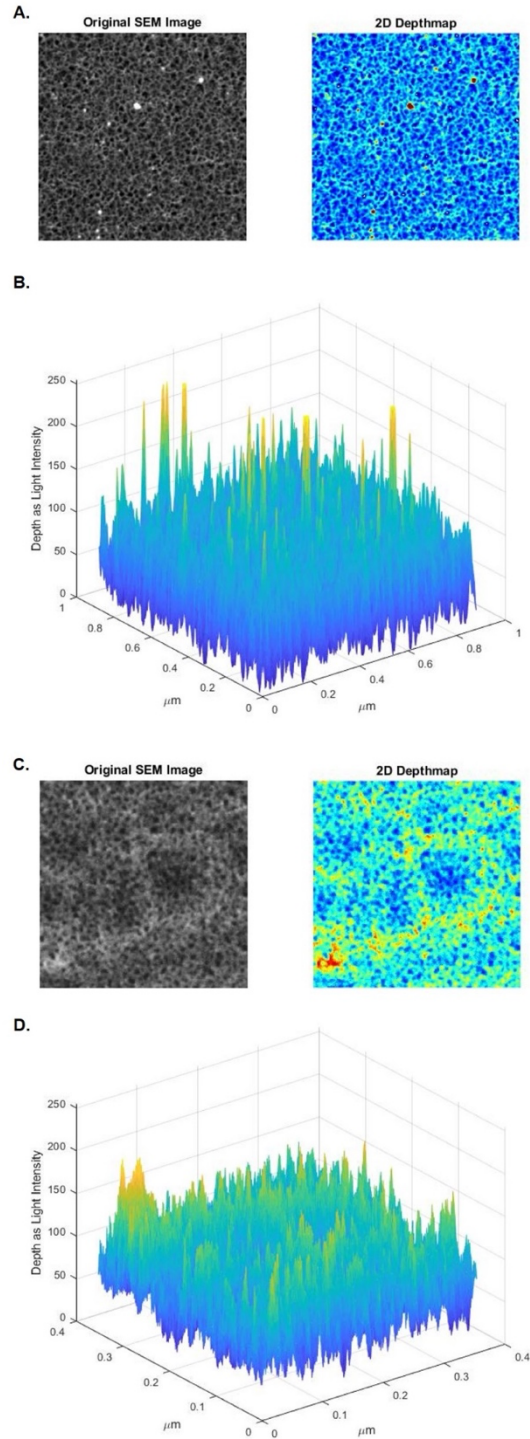 A.
Original SEM Image
2D Depthmap
B.
Depth as Light Intensity
250
200
150
100
50
0
1
0.8
0.6
0.4
0.2
0
μm
0
0.2
0.4
0.6
0.8
1
μm
C.
Original SEM Image
2D Depthmap
D.
Depth as Light Intensity
250
200
150
100
50
0
0.4
0.3
0.2
0.1
0
μm
0
0.1
0.2
0.3
0.4
μm